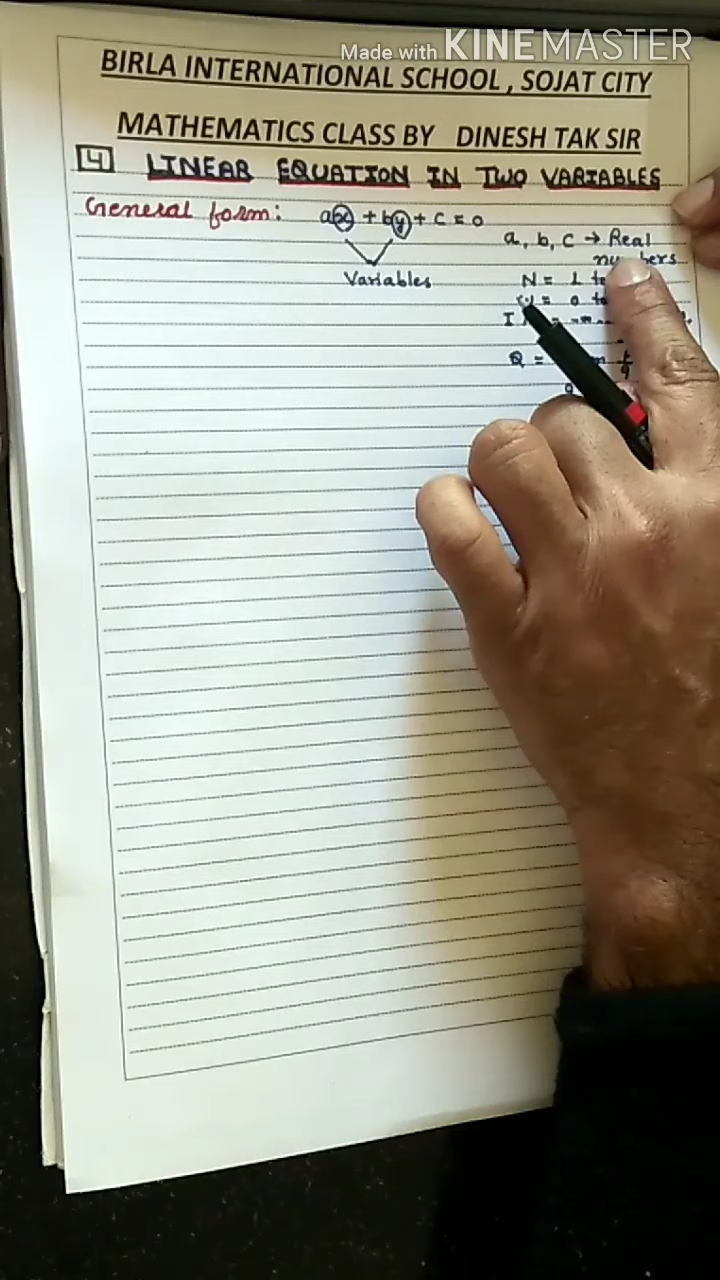 Made with KINEMASTER
BIRLA INTERNATIONAL SCHOOL , SOJAT CITY
MATHEMATICS CLASS BY DINESH TAK SIR
4 LINEAR EQUATION IN TWO VARIABLES
General form: ax + by + c = 0
a, b, c → Real
Variables
N = 1
0
Q =